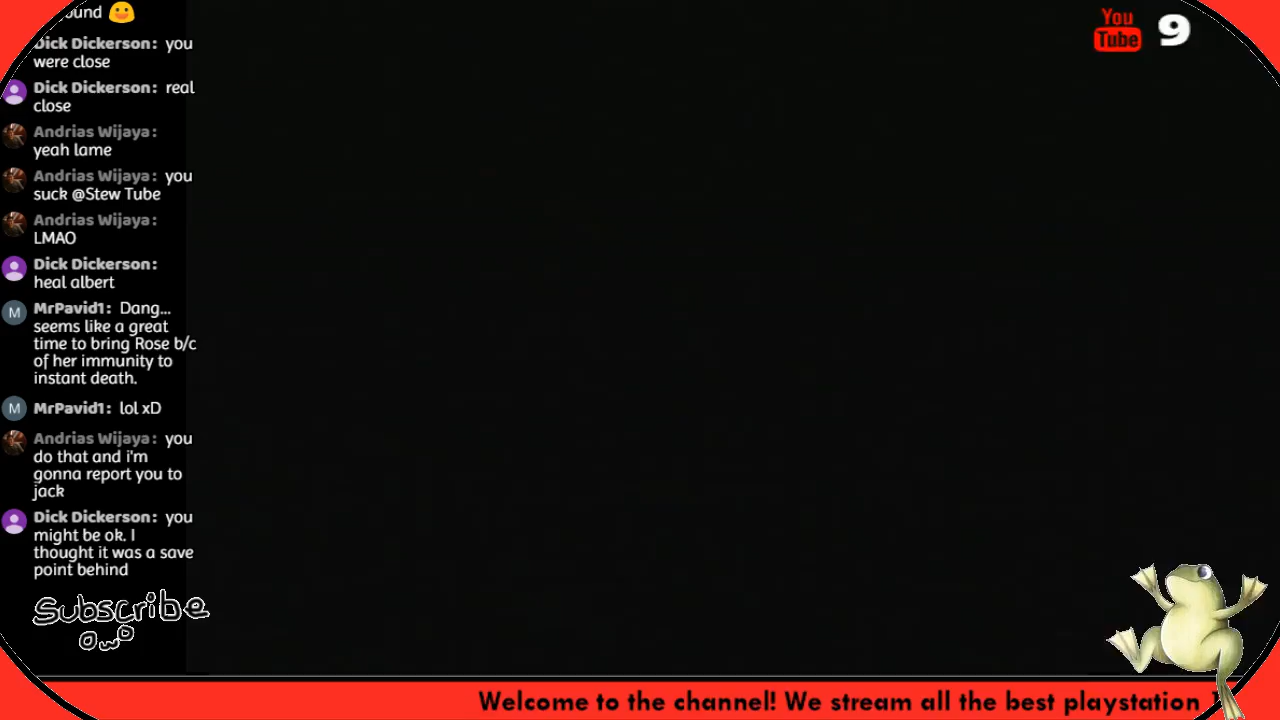 ound
Dick Dickerson: you
were close
Dick Dickerson: real
close
Andrias Wijaya:
yeah lame
Andrias Wijaya: you
suck @Stew Tube
Andrias Wijaya:
LMAO
Dick Dickerson:
heal albert
M MrPavid1: Dang...
seems like a great
time to bring Rose b/c
of her immunity to
instant death.
M MrPavid1: lol xD
Andrias Wijaya: you
do that and i'm
gonna report you to
jack
Dick Dickerson: you
might be ok. I
thought it was a save
point behind
Subscribe
OwO
You
Tube 9
Welcome to the channel! We stream all the best playstation